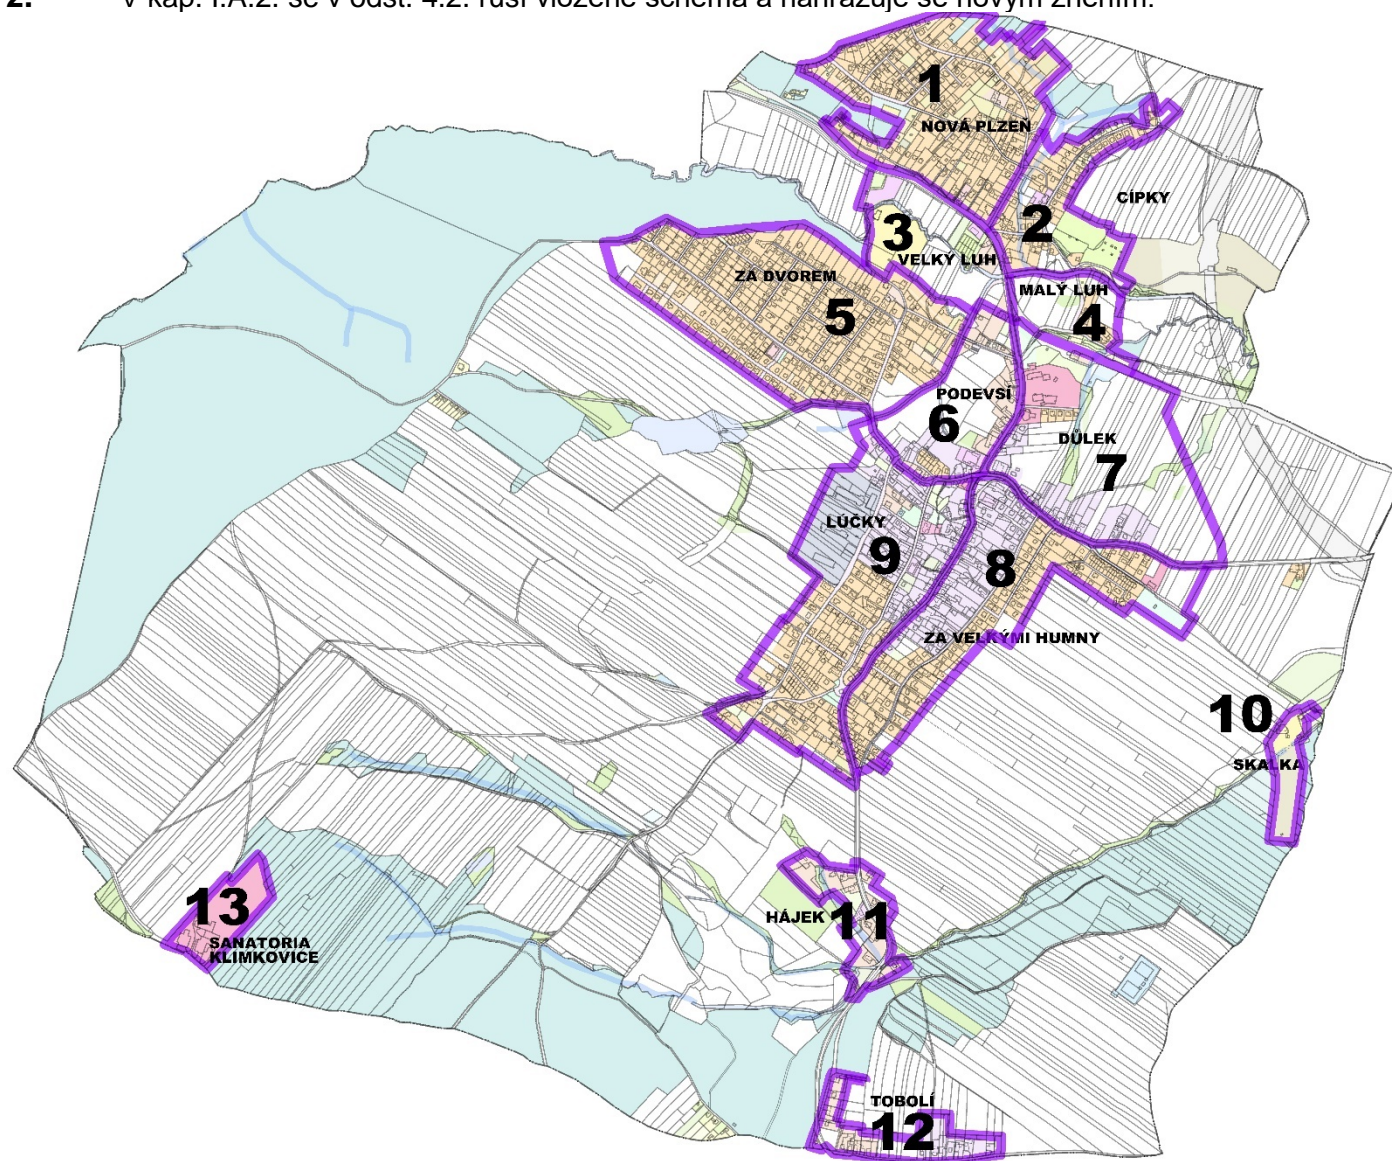 2. V kap. I.A.2. se v odst. 4.2. ruší vložené schéma a nahrazuje se novým zněním:
1
NOVÁ PLZEŇ
CÍPKY
2
3
VELKÝ LUH
ZA DVOREM
MALÝ LUH
5
4
PODEVSÍ
6
DŮLEK
7
LÚČKY
9
8
ZA VELKÝMI HUMNY
10
SKALKA
13
HÁJEK
11
SANATORIA
KLIMKOVICE
TOBOLÍ
12